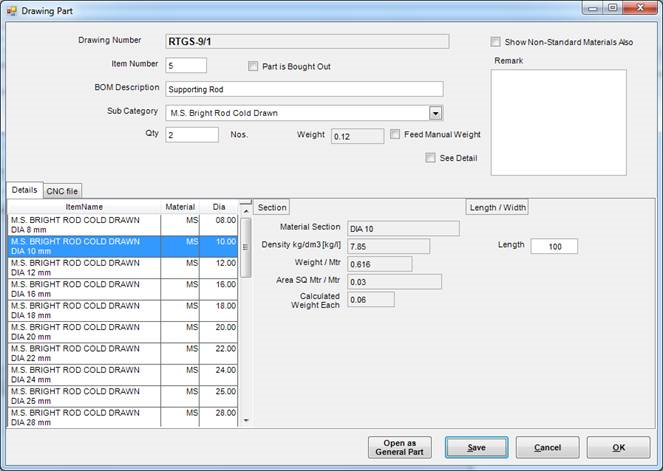 Drawing Part
Drawing Number RTGS-9/1 Show Non-Standard Materials Also
Item Number 5 Part is Bought Out Remark
BOM Description Supporting Rod
Sub Category M.S. Bright Rod Cold Drawn
Qty 2 Nos. Weight 0.12 Feed Manual Weight
See Detail
Details CNC file
ItemName Material Dia
M.S. BRIGHT ROD COLD DRAWN MS 08.00
DIA 8 mm
M.S. BRIGHT ROD COLD DRAWN MS 10.00
DIA 10 mm
M.S. BRIGHT ROD COLD DRAWN MS 12.00
DIA 12 mm
M.S. BRIGHT ROD COLD DRAWN MS 16.00
DIA 16 mm
M.S. BRIGHT ROD COLD DRAWN MS 18.00
DIA 18 mm
M.S. BRIGHT ROD COLD DRAWN MS 20.00
DIA 20 mm
M.S. BRIGHT ROD COLD DRAWN MS 22.00
DIA 22 mm
M.S. BRIGHT ROD COLD DRAWN MS 24.00
DIA 24 mm
M.S. BRIGHT ROD COLD DRAWN MS 25.00
DIA 25 mm
M.S. BRIGHT ROD COLD DRAWN MS 28.00
DIA 28 mm
Section Length / Width
Material Section DIA 10
Density kg/dm3 [kg/l] 7.85 Length 100
Weight / Mtr 0.616
Area SQ Mtr / Mtr 0.03
Calculated
Weight Each 0.06
Open as
General Part
Save Cancel OK